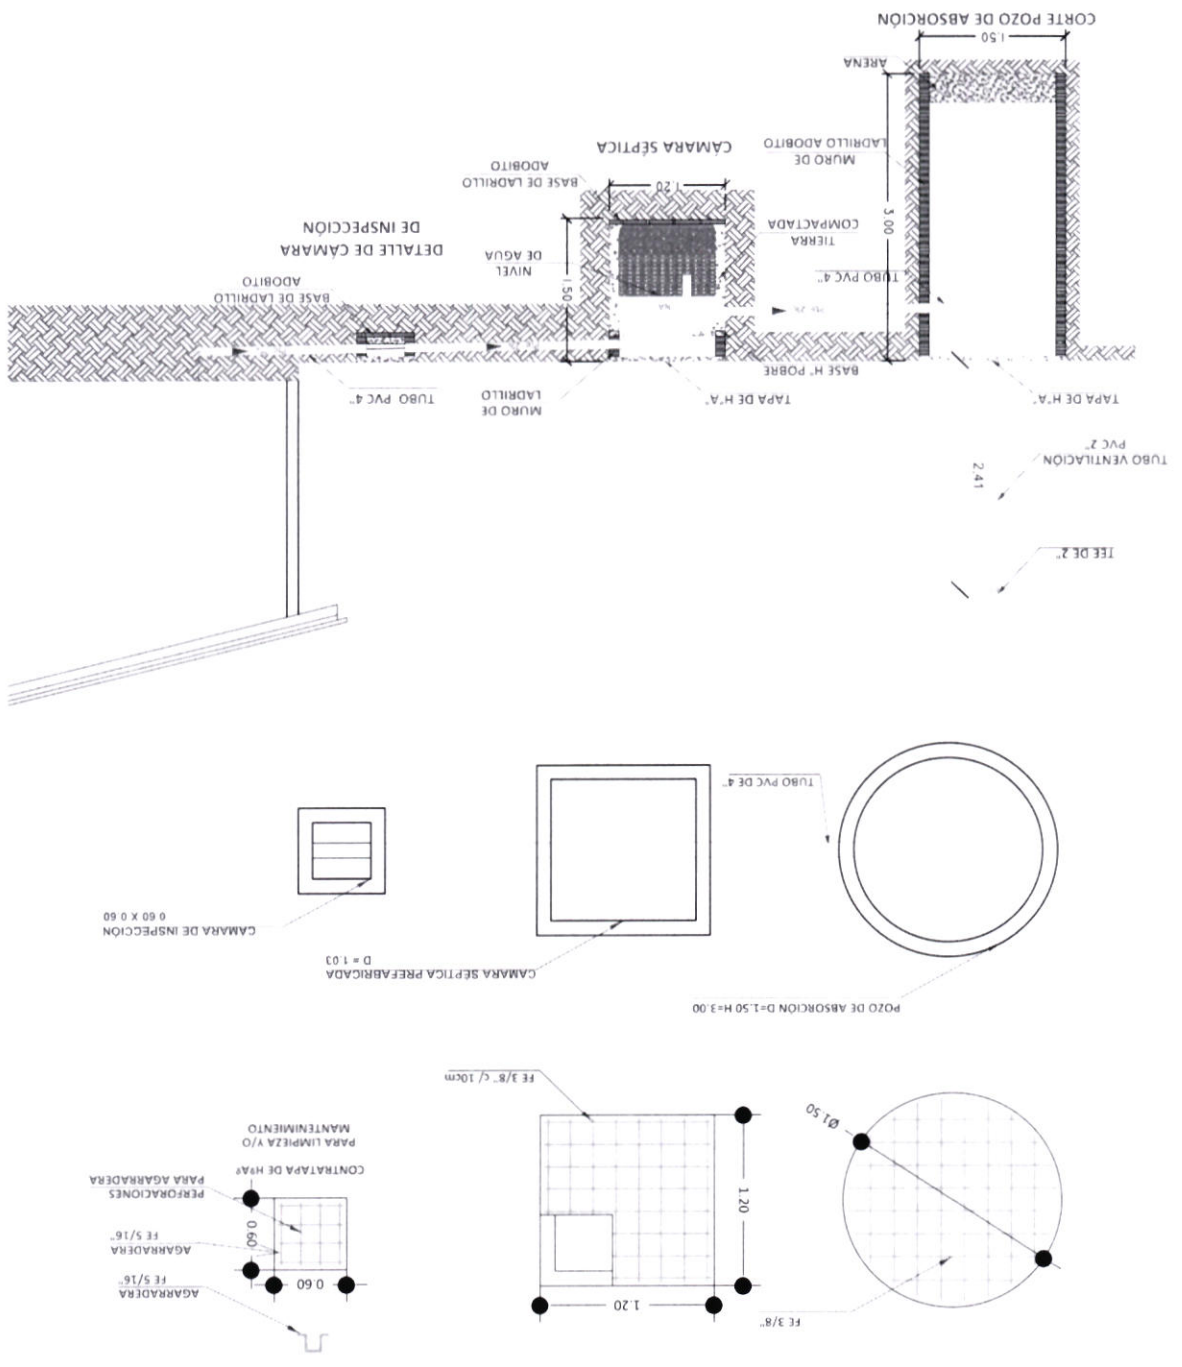 FE 3/8"
1.20
AGARRADERA
FE 5/16"
0.60
AGARRADERA
FE 5/16"
0.60
1.20
PERFORACIONES
PARA AGARRADERA
CONTRATAPA DE HºAº
PARA LIMPIEZA Y/O
MANTENIMIENTO
Ø1.50
FE 3/8" c/ 10cm
POZO DE ABSORCIÓN D=1.50 H=3.00
CAMARA SÉPTICA PREFABRICADA
D = 1.03
CAMARA DE INSPECCIÓN
0.60 X 0.60
TUBO PVC DE 4"
TEE DE 2"
2.41
TUBO VENTILACIÓN
PVC 2"
TAPA DE H°A°
TAPA DE H°A°
MURO DE
LADRILLO
TUBO PVC 4"
BASE H° POBRE
TUBO PVC 4"
BASE DE LADRILLO
ADOBITO
1.50
NIVEL
DE AGUA
3.00
TIERRA
COMPACTADA
DETALLE DE CÁMARA
DE INSPECCIÓN
1.20
BASE DE LADRILLO
ADOBITO
MURO DE
LADRILLO ADOBITO
CÁMARA SÉPTICA
ARENA
1.50
CORTE POZO DE ABSORCIÓN